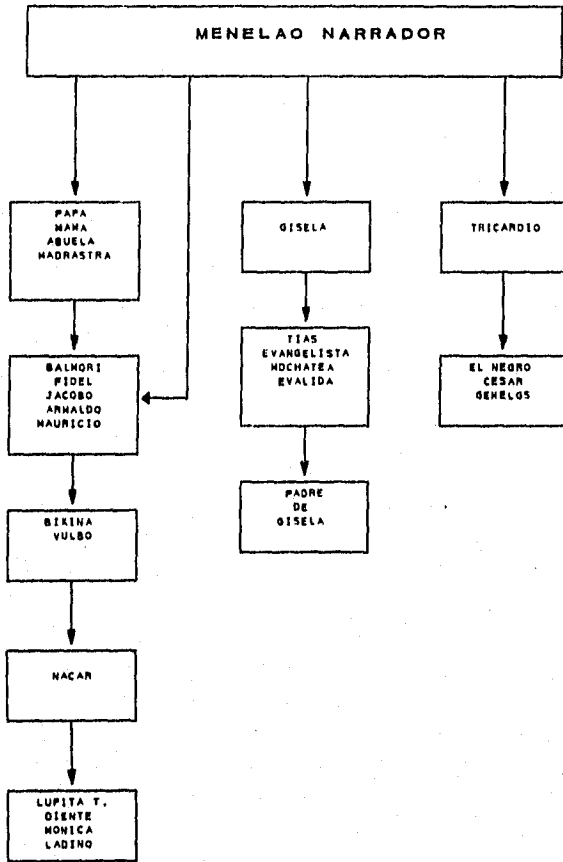 MENELAO NARRADOR
PAPA
MAMA
ABUELA
MADRASTRA
GISELA
TRICARDIO
BALMORI
FIDEL
JACOBO
ARNALDO
MAURICIO
TIAS
EVANGELISTA
MOCHATEA
EVALIDA
EL NEGRO
CESAR
GEMELOS
PADRE
DE
GISELA
BIKINA
VULBO
NACAR
LUPITA T.
DIENTE
MONICA
LADINO